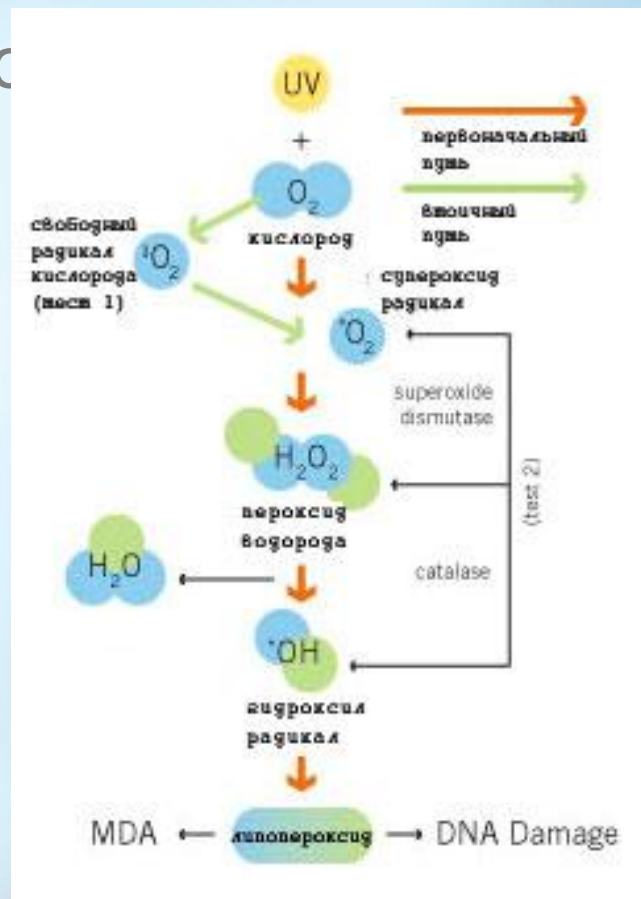 UV
+
первоначальный
путь
O₂
втоичный
путь
кислород
свободный
радикал
кислорода
(тест 1)
¹O₂
супероксид
радикал
•O₂
superoxide
dismutase
H₂O₂
(test 2)
пероксид
водорода
catalase
H₂O
•OH
гидроксил
радикал
MDA
липопероксид
DNA Damage